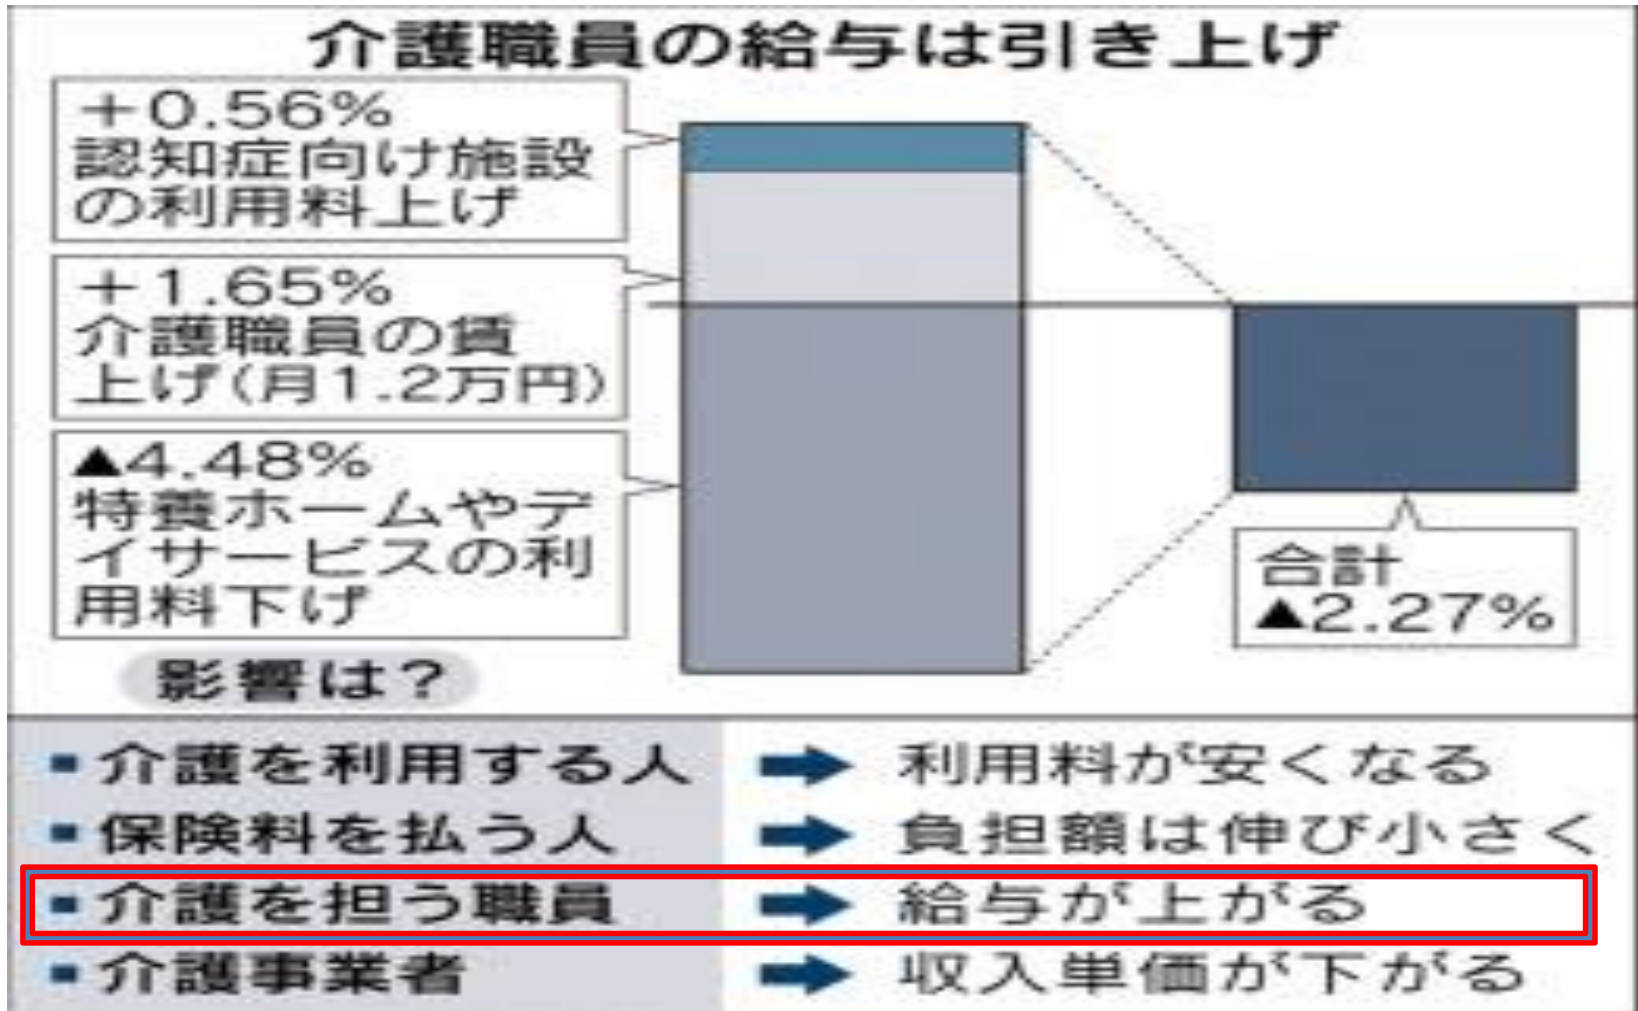 介護職員の給与は引き上げ
+0.56%
認知症向け施設
の利用料上げ
+1.65%
介護職員の賃
上げ(月1.2万円)
▲4.48%
特養ホームやデ
イサービスの利
用料下げ
合計
▲2.27%
影響は?
▪介護を利用する人 ➡ 利用料が安くなる
▪保険料を払う人 ➡ 負担額は伸び小さく
▪介護を担う職員 ➡ 給与が上がる
▪介護事業者 ➡ 収入単価が下がる